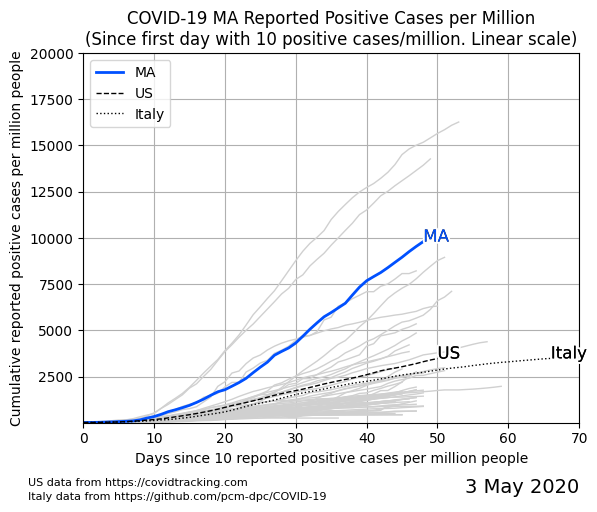 COVID-19 MA Reported Positive Cases per Million
(Since first day with 10 positive cases/million. Linear scale)
Cumulative reported positive cases per million people
20000
17500
15000
12500
10000
7500
5000
2500
MA
US
Italy
MA
US
Italy
0 10 20 30 40 50 60 70
Days since 10 reported positive cases per million people
US data from https://covidtracking.com
Italy data from https://github.com/pcm-dpc/COVID-19
3 May 2020